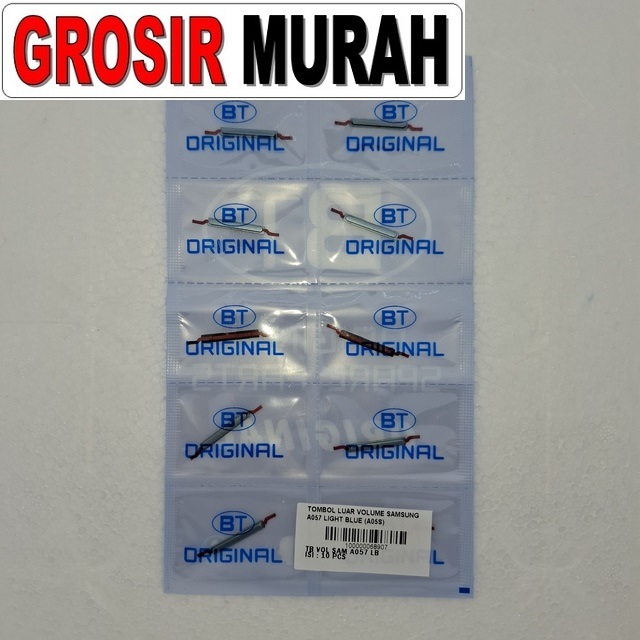 GROSIR MURAH
BT BT
ORIGINAL ORIGINAL
BT BT
ORIGINAL ORIGINAL
BT BT
ORIGINAL ORIGINAL
BT BT
ORIGINAL ORIGINAL
BT
ORIGINAL
TOMBOL LUAR VOLUME SAMSUNG
A057 LIGHT BLUE (A05S)
100000068907
TB VOL SAM A057 LB
ISI : 10 PCS